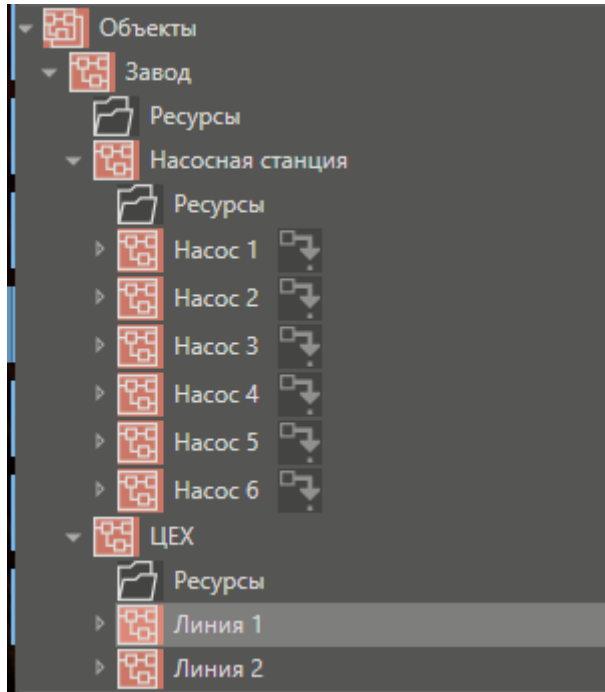 Объекты
Завод
Ресурсы
Насосная станция
Ресурсы
Насос 1
Насос 2
Насос 3
Насос 4
Насос 5
Насос 6
ЦЕХ
Ресурсы
Линия 1
Линия 2